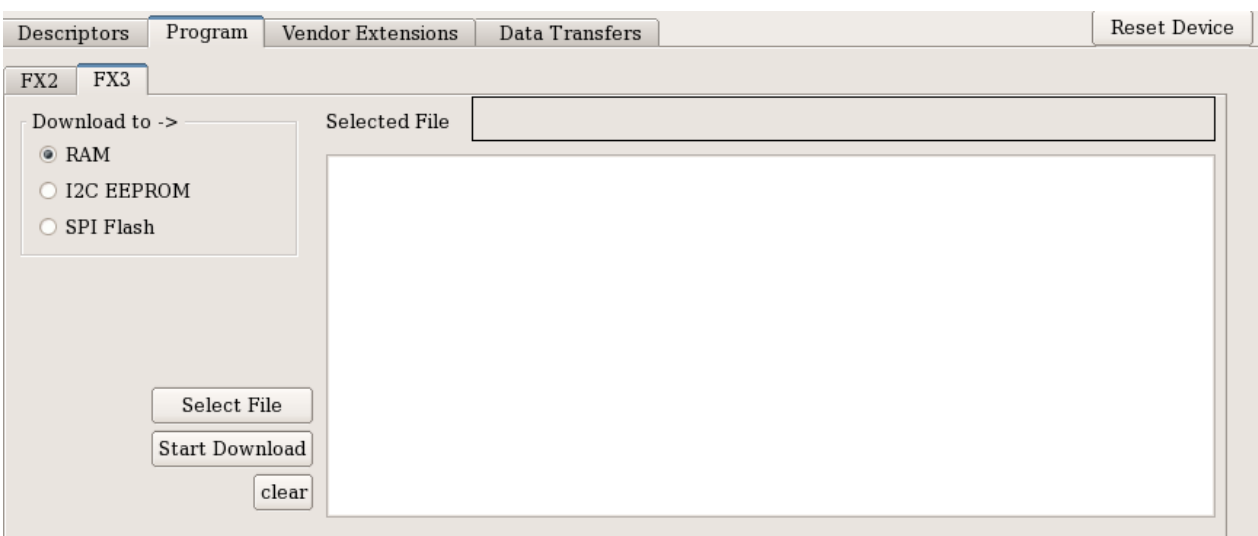 Descriptors Program Vendor Extensions Data Transfers Reset Device
FX2 FX3
Download to -> Selected File
RAM
I2C EEPROM
SPI Flash
Select File
Start Download
clear